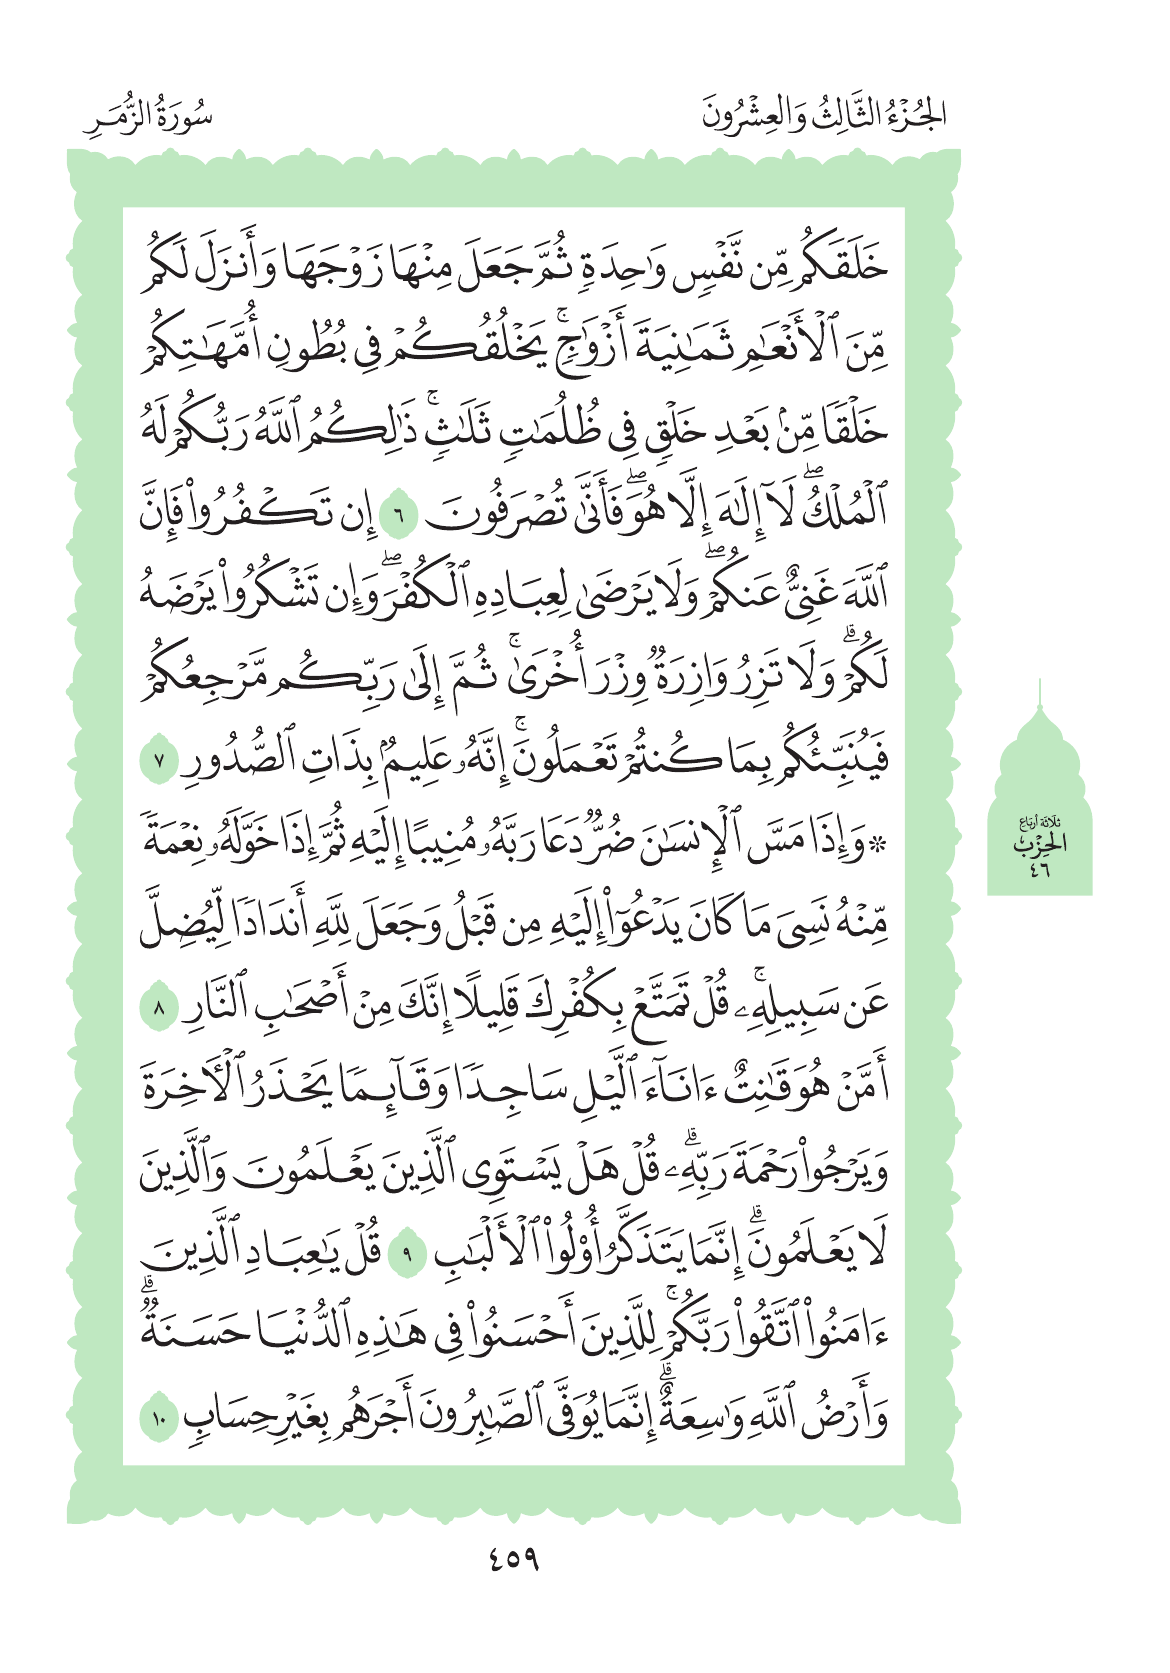 الجُزْءُ الثَّالِثُ وَالعِشْرُونَ
سُورَةُ الزُّمَرِ
خَلَقَكُم مِّن نَّفْسٍ وَٰحِدَةٍ ثُمَّ جَعَلَ مِنْهَا زَوْجَهَا وَأَنزَلَ لَكُم
مِّنَ ٱلْأَنْعَٰمِ ثَمَٰنِيَةَ أَزْوَٰجٍۚ يَخْلُقُكُمْ فِى بُطُونِ أُمَّهَٰتِكُمْ
خَلْقًا مِّنۢ بَعْدِ خَلْقٍ فِى ظُلُمَٰتٍ ثَلَٰثٍۚ ذَٰلِكُمُ ٱللَّهُ رَبُّكُمْ لَهُ
ٱلْمُلْكُۖ لَآ إِلَٰهَ إِلَّا هُوَۖ فَأَنَّىٰ تُصْرَفُونَ ٦ إِن تَكْفُرُوا۟ فَإِنَّ
ٱللَّهَ غَنِىٌّ عَنكُمْۖ وَلَا يَرْضَىٰ لِعِبَادِهِ ٱلْكُفْرَۖ وَإِن تَشْكُرُوا۟ يَرْضَهُ
لَكُمْۗ وَلَا تَزِرُ وَازِرَةٌ وِزْرَ أُخْرَىٰۚ ثُمَّ إِلَىٰ رَبِّكُم مَّرْجِعُكُمْ
فَيُنَبِّئُكُم بِمَا كُنتُمْ تَعْمَلُونَۚ إِنَّهُۥ عَلِيمٌۢ بِذَاتِ ٱلصُّدُورِ ٧
۞ وَإِذَا مَسَّ ٱلْإِنسَٰنَ ضُرٌّ دَعَا رَبَّهُۥ مُنِيبًا إِلَيْهِ ثُمَّ إِذَا خَوَّلَهُۥ نِعْمَةً
مِّنْهُ نَسِىَ مَا كَانَ يَدْعُوٓا۟ إِلَيْهِ مِن قَبْلُ وَجَعَلَ لِلَّهِ أَندَادًا لِّيُضِلَّ
عَن سَبِيلِهِۦۚ قُلْ تَمَتَّعْ بِكُفْرِكَ قَلِيلًا إِنَّكَ مِنْ أَصْحَٰبِ ٱلنَّارِ ٨
أَمَّنْ هُوَ قَٰنِتٌ ءَانَآءَ ٱلَّيْلِ سَاجِدًا وَقَآئِمًا يَحْذَرُ ٱلْءَاخِرَةَ
وَيَرْجُوا۟ رَحْمَةَ رَبِّهِۦۗ قُلْ هَلْ يَسْتَوِى ٱلَّذِينَ يَعْلَمُونَ وَٱلَّذِينَ
لَا يَعْلَمُونَۗ إِنَّمَا يَتَذَكَّرُ أُو۟لُوا۟ ٱلْأَلْبَٰبِ ٩ قُلْ يَٰعِبَادِ ٱلَّذِينَ
ءَامَنُوا۟ ٱتَّقُوا۟ رَبَّكُمْۚ لِلَّذِينَ أَحْسَنُوا۟ فِى هَٰذِهِ ٱلدُّنْيَا حَسَنَةٌۗ
وَأَرْضُ ٱللَّهِ وَٰسِعَةٌۗ إِنَّمَا يُوَفَّى ٱلصَّٰبِرُونَ أَجْرَهُم بِغَيْرِ حِسَابٍ ١٠
ثلاثة أرباع
الحِزْب
٤٦
٤٥٩